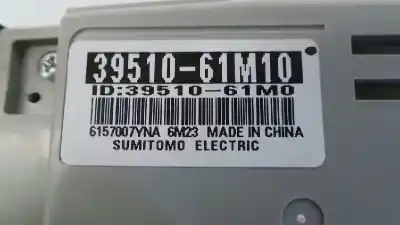 39510-61M10
ID:39510-61M0
6157007YNA 6M23 MADE IN CHINA
SUMITOMO ELECTRIC